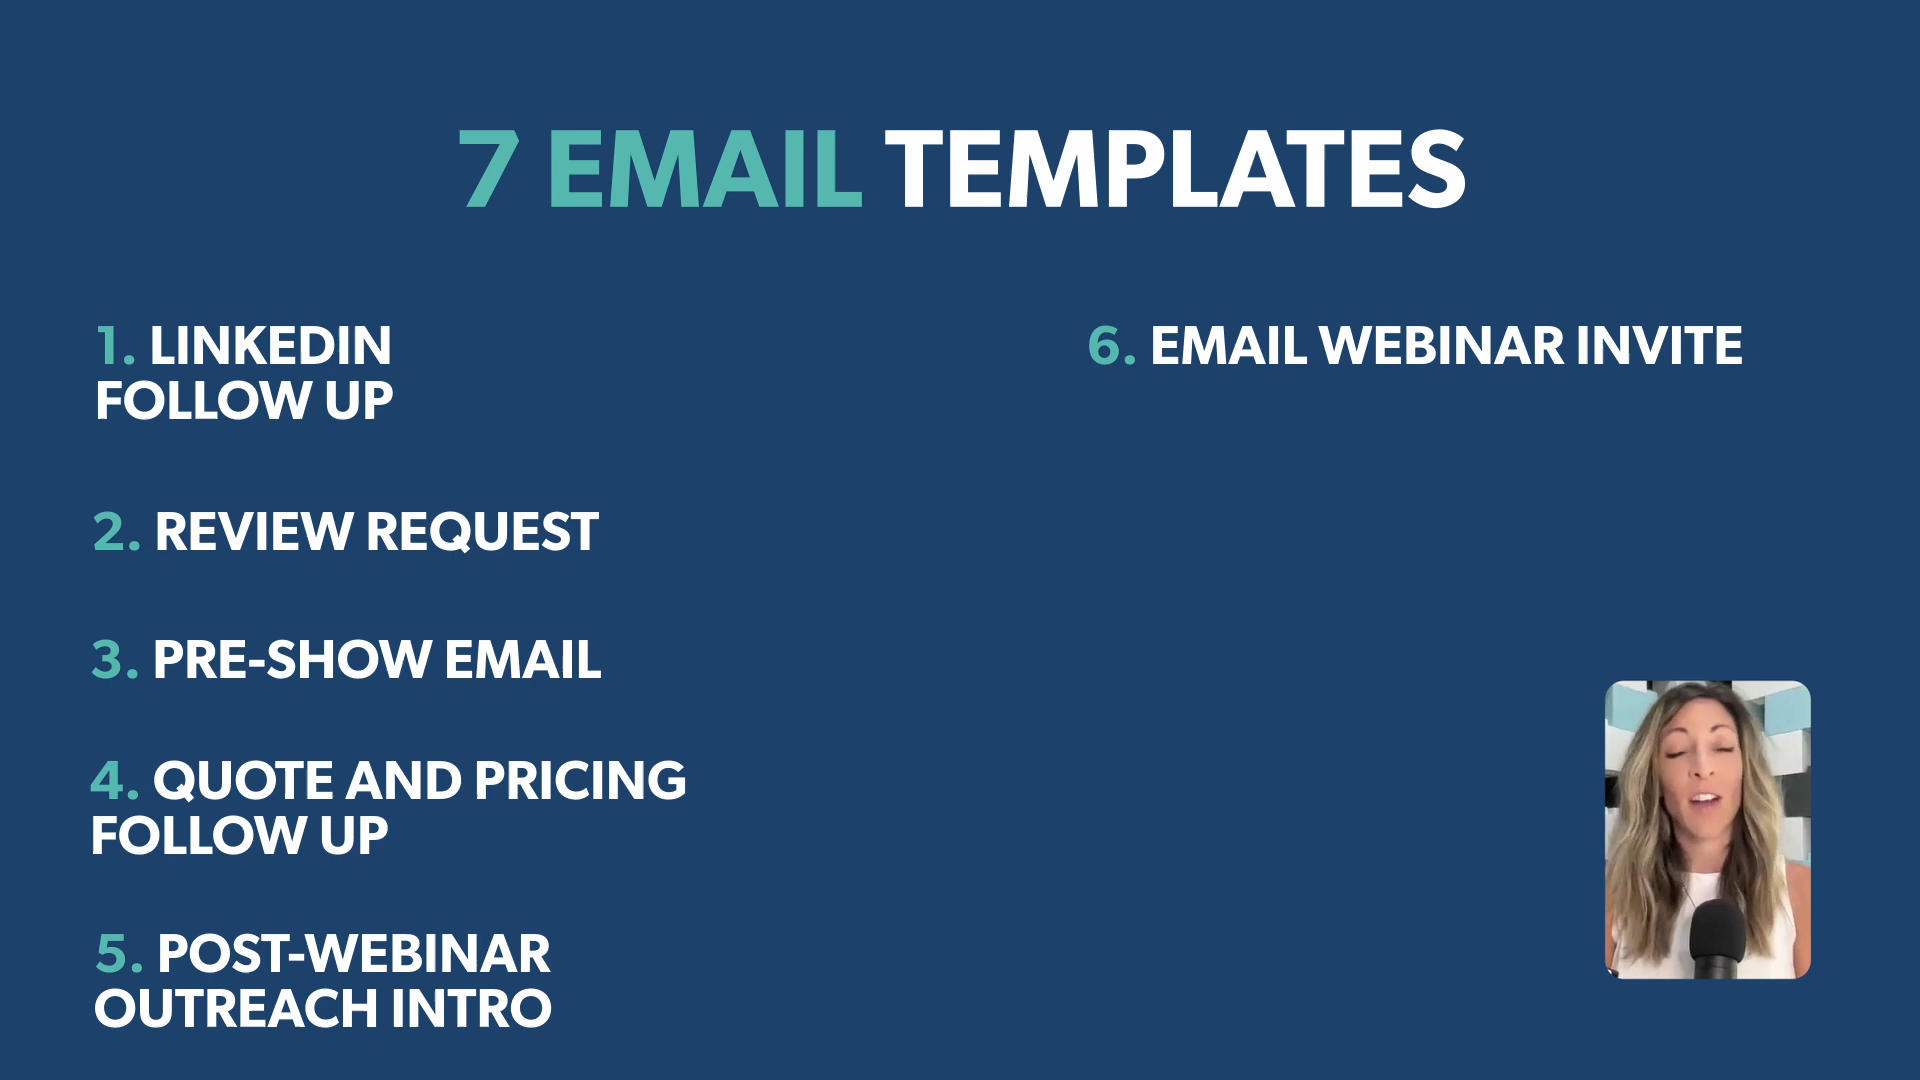 7 EMAIL TEMPLATES
1. LINKEDIN
FOLLOW UP
2. REVIEW REQUEST
3. PRE-SHOW EMAIL
4. QUOTE AND PRICING
FOLLOW UP
5. POST-WEBINAR
OUTREACH INTRO
6. EMAIL WEBINAR INVITE